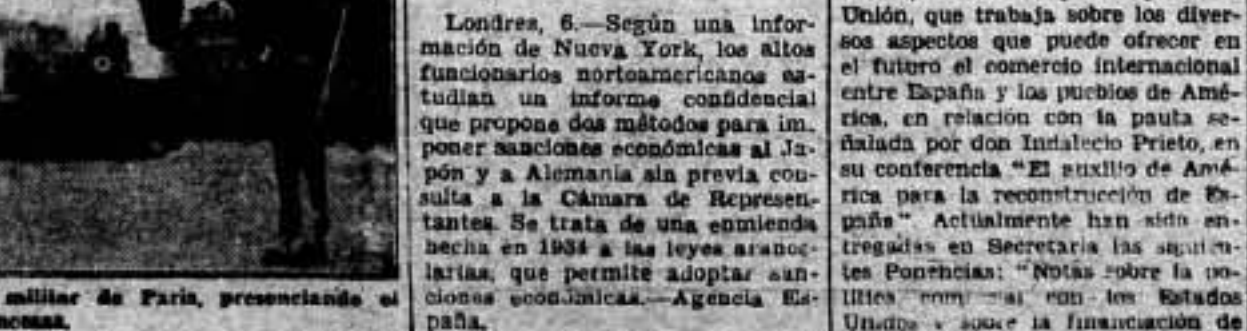 militar de París, presenciando el
Londres, 6.—Según una infor-
mación de Nueva York, los altos
funcionarios nortoamericanos es-
tudian un informe confidencial
que propone dos métodos para im-
poner sanciones económicas al Ja-
pón y a Alemania sin previa con-
sulta a la Cámara de Represen-
tantes. Se trata de una enmienda
hecha en 1934 a las leyes arance-
larias, que permite adoptar san-
ciones económicas.—Agencia Es-
paña.
Unión, que trabaja sobre los diver-
sos aspectos que puede ofrecer en
el futuro el comercio internacional
entre España y los pueblos de Amé-
rica, en relación con la pauta se-
ñalada por don Indalecio Prieto, en
su conferencia "El auxilio de Amé-
rica para la reconstrucción de Es-
paña" Actualmente han sido en-
tregadas en Secretaría las siguien-
tes Ponencias: "Notas sobre la po-
lítica con los Estados
Unidos y sobre la financiación de